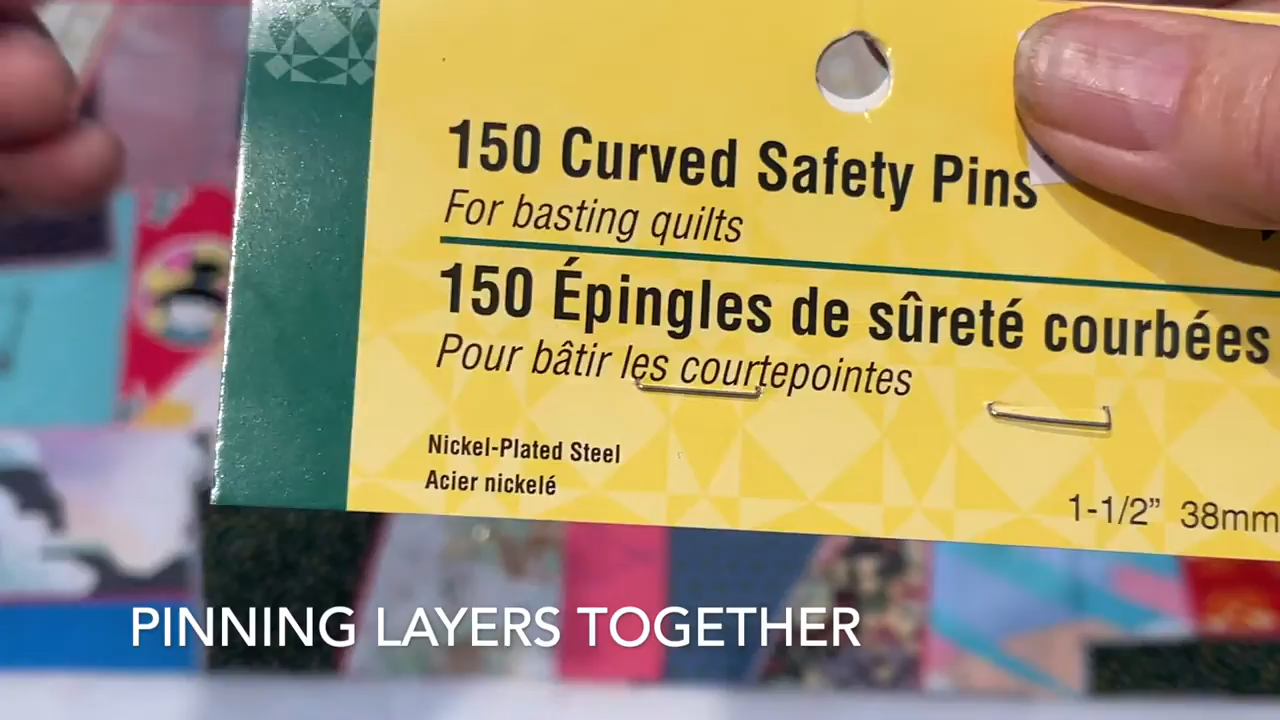 150 Curved Safety Pins
For basting quilts
150 Épingles de sûreté courbées
Pour bâtir les courtepointes
Nickel-Plated Steel
Acier nickelé
1-1/2” 38mm
PINNING LAYERS TOGETHER